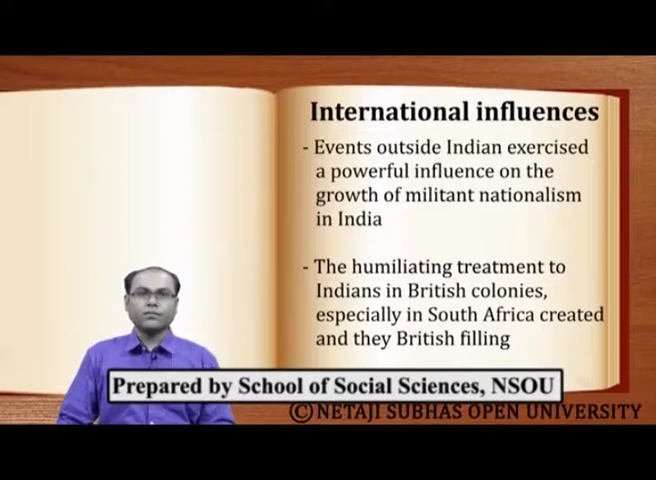 International influences
- Events outside Indian exercised
a powerful influence on the
growth of militant nationalism
in India
- The humiliating treatment to
Indians in British colonies,
especially in South Africa created
and they British filling
Prepared by School of Social Sciences, NSOU
©NETAJI SUBHAS OPEN UNIVERSITY